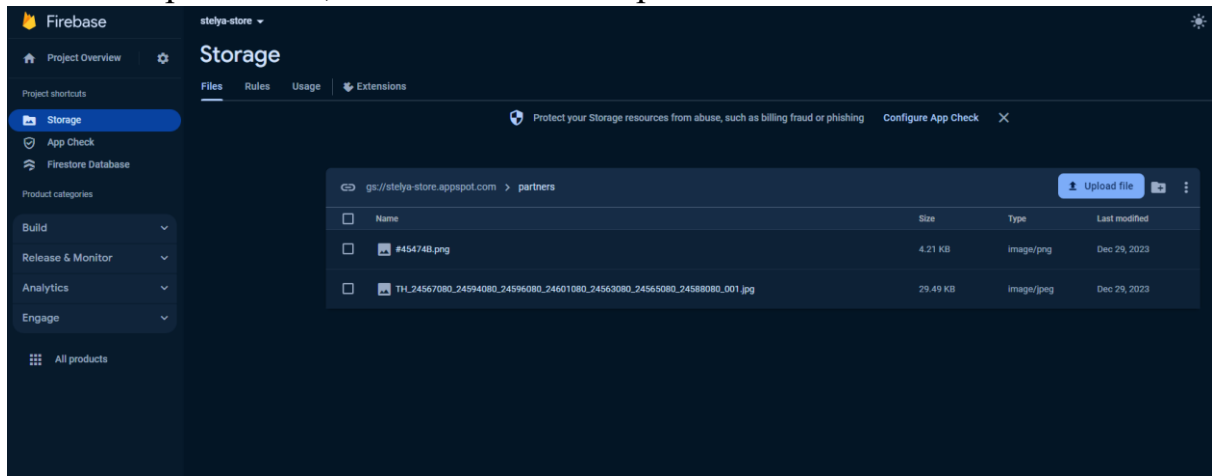 Firebase
stelya-store
Project Overview
Storage
Files Rules Usage Extensions
Project shortcuts
Storage
App Check
Firestore Database
Product categories
Build
Release & Monitor
Analytics
Engage
All products
Protect your Storage resources from abuse, such as billing fraud or phishing Configure App Check
gs://stelya-store.appspot.com > partners
Upload file
Name Size Type Last modified
#45474B.png 4.21 KB image/png Dec 29, 2023
TH_24567080_24594080_24596080_24601080_24563080_24565080_24588080_001.jpg 29.49 KB image/jpeg Dec 29, 2023